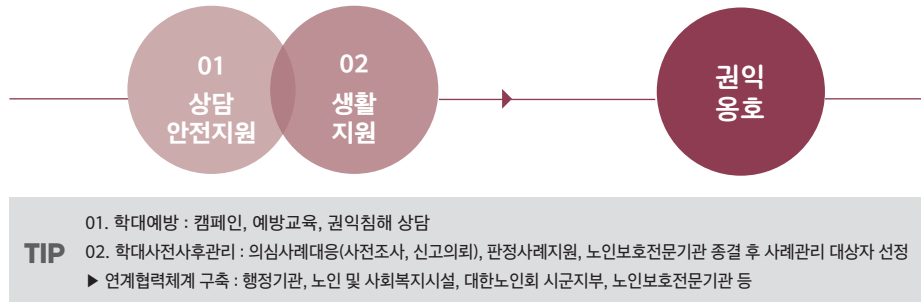 01
상담
안전지원
02
생활
지원
권익
옹호
TIP
01. 학대예방 : 캠페인, 예방교육, 권익침해 상담
02. 학대사전사후관리 : 의심사례대응(사전조사, 신고의뢰), 판정사례지원, 노인보호전문기관 종결 후 사례관리 대상자 선정
▶ 연계협력체계 구축 : 행정기관, 노인 및 사회복지시설, 대한노인회 시군지부, 노인보호전문기관 등